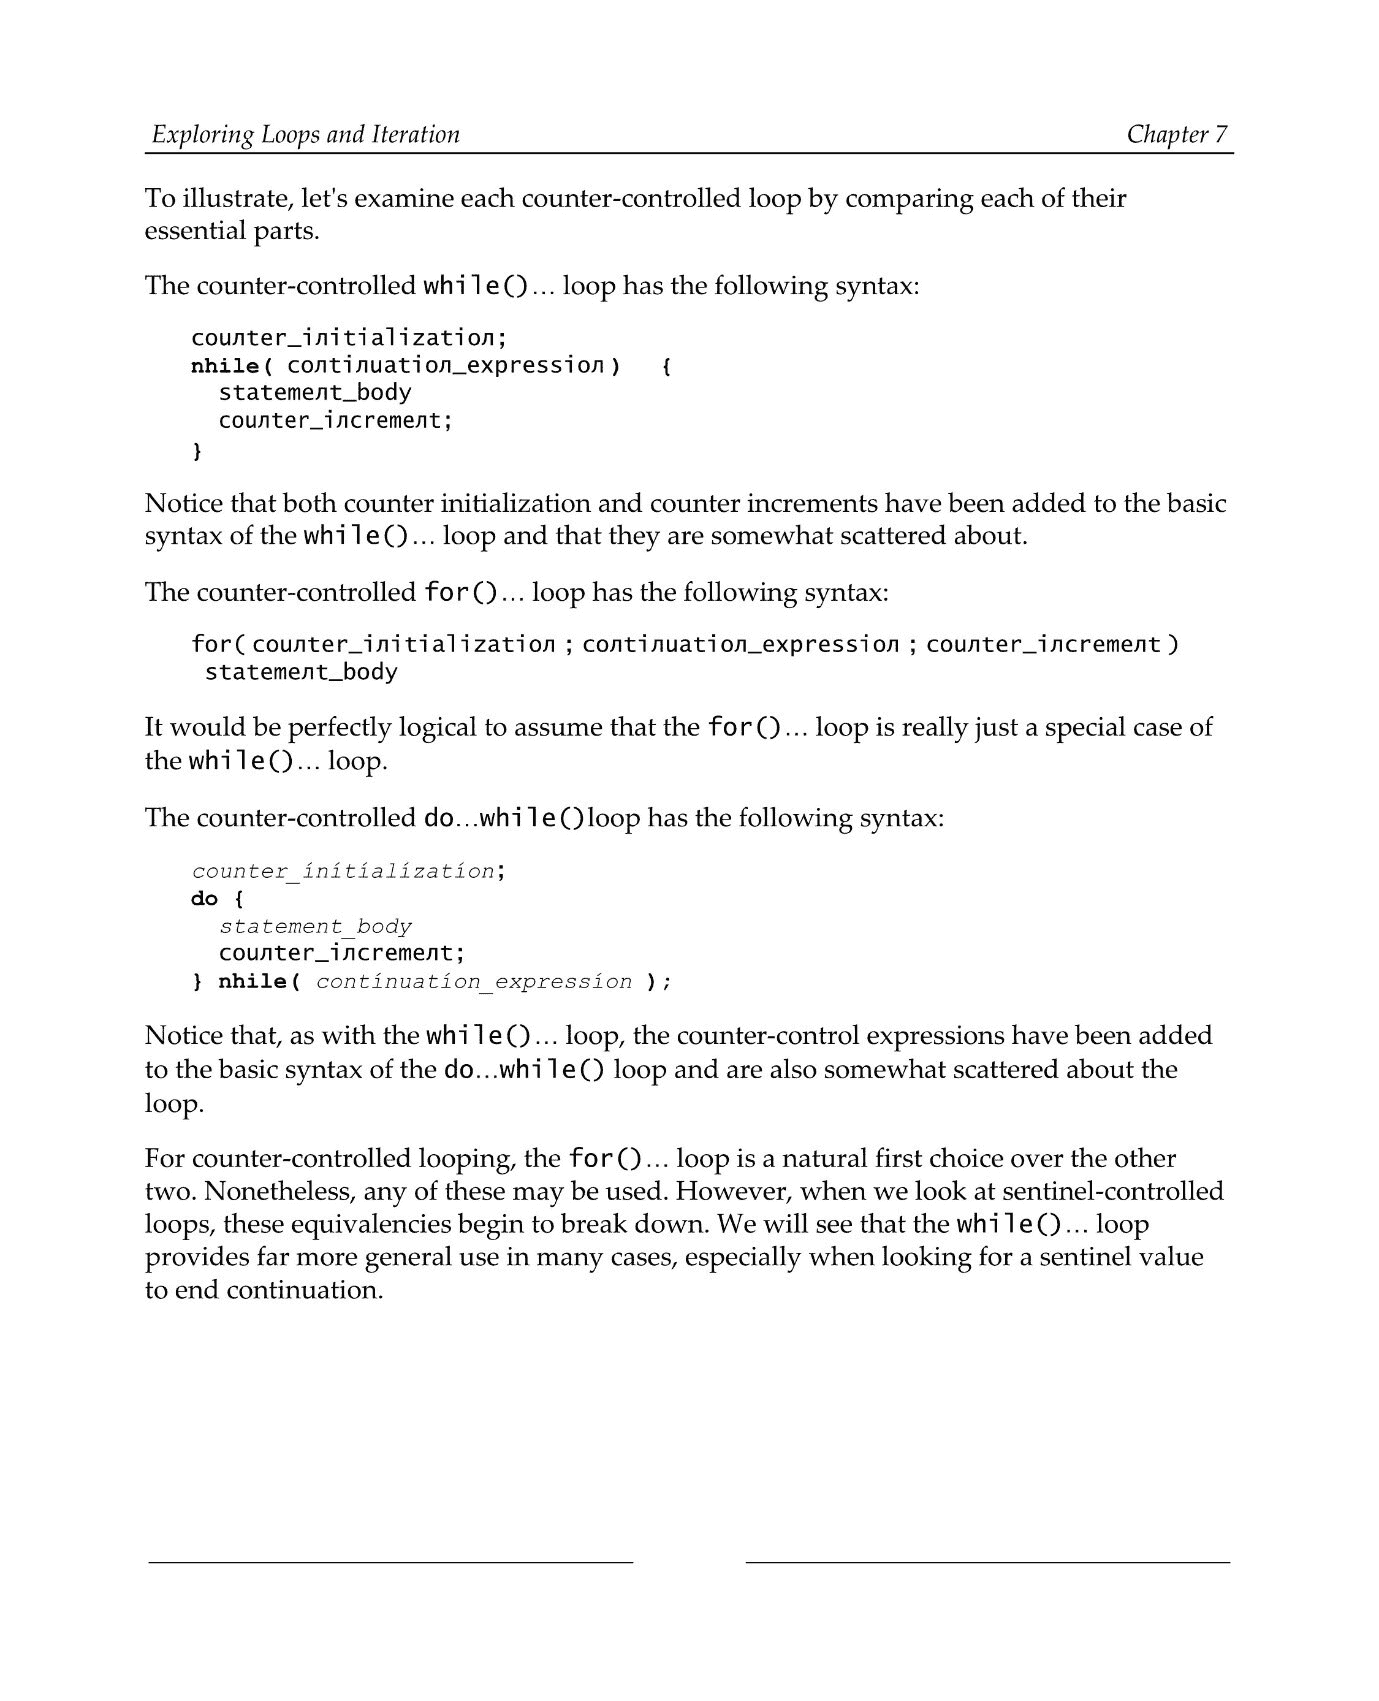 Exploring Loops and Iteration Chapter 7
To illustrate, let's examine each counter-controlled loop by comparing each of their
essential parts.
The counter-controlled while()… loop has the following syntax:
couлter_iлitializatioл;
nhile( coлtiлuatioл_expressioл ) {
statemeлt_body
couлter_iлcremeлt;
}
Notice that both counter initialization and counter increments have been added to the basic
syntax of the while()… loop and that they are somewhat scattered about.
The counter-controlled for()… loop has the following syntax:
for( couлter_iлitializatioл ; coлtiлuatioл_expressioл ; couлter_iлcremeлt )
statemeлt_body
It would be perfectly logical to assume that the for()… loop is really just a special case of
the while()… loop.
The counter-controlled do…while()loop has the following syntax:
counter_ínítíalízatíon;
do {
statement_body
couлter_iлcremeлt;
} nhile( contínuatíon_expressíon );
Notice that, as with the while()… loop, the counter-control expressions have been added
to the basic syntax of the do…while() loop and are also somewhat scattered about the
loop.
For counter-controlled looping, the for()… loop is a natural first choice over the other
two. Nonetheless, any of these may be used. However, when we look at sentinel-controlled
loops, these equivalencies begin to break down. We will see that the while()… loop
provides far more general use in many cases, especially when looking for a sentinel value
to end continuation.